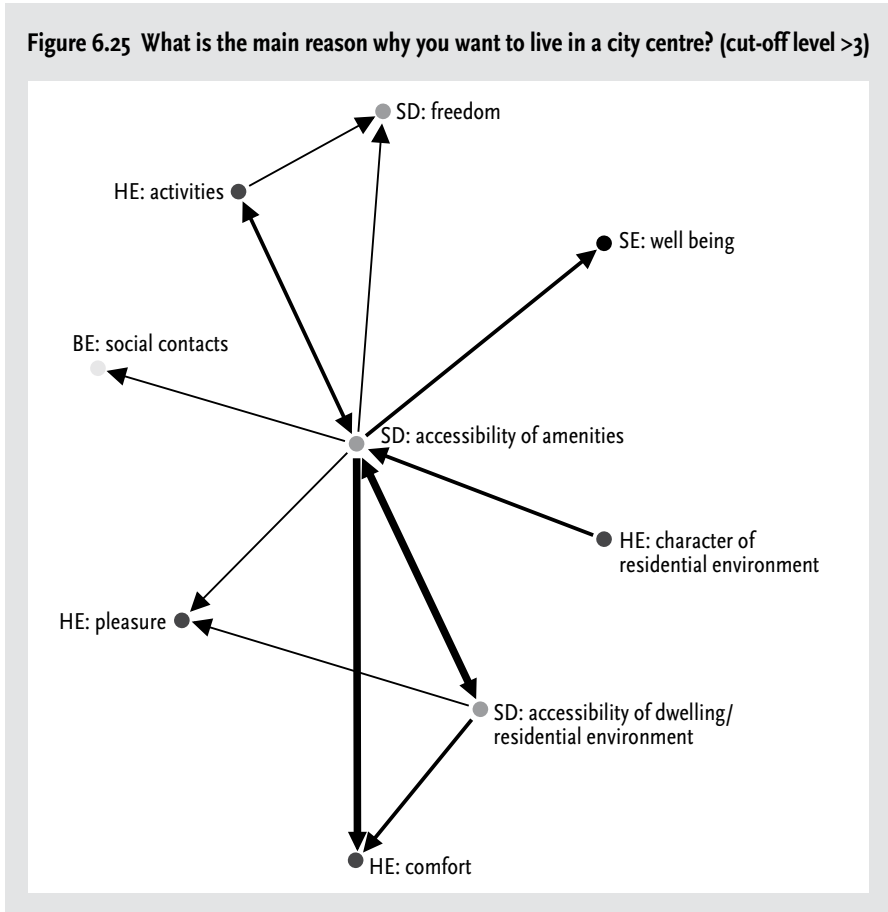 Figure 6.25 What is the main reason why you want to live in a city centre? (cut-off level >3)
SD: freedom
HE: activities
SE: well being
BE: social contacts
SD: accessibility of amenities
HE: character of
residential environment
HE: pleasure
SD: accessibility of dwelling/
residential environment
HE: comfort